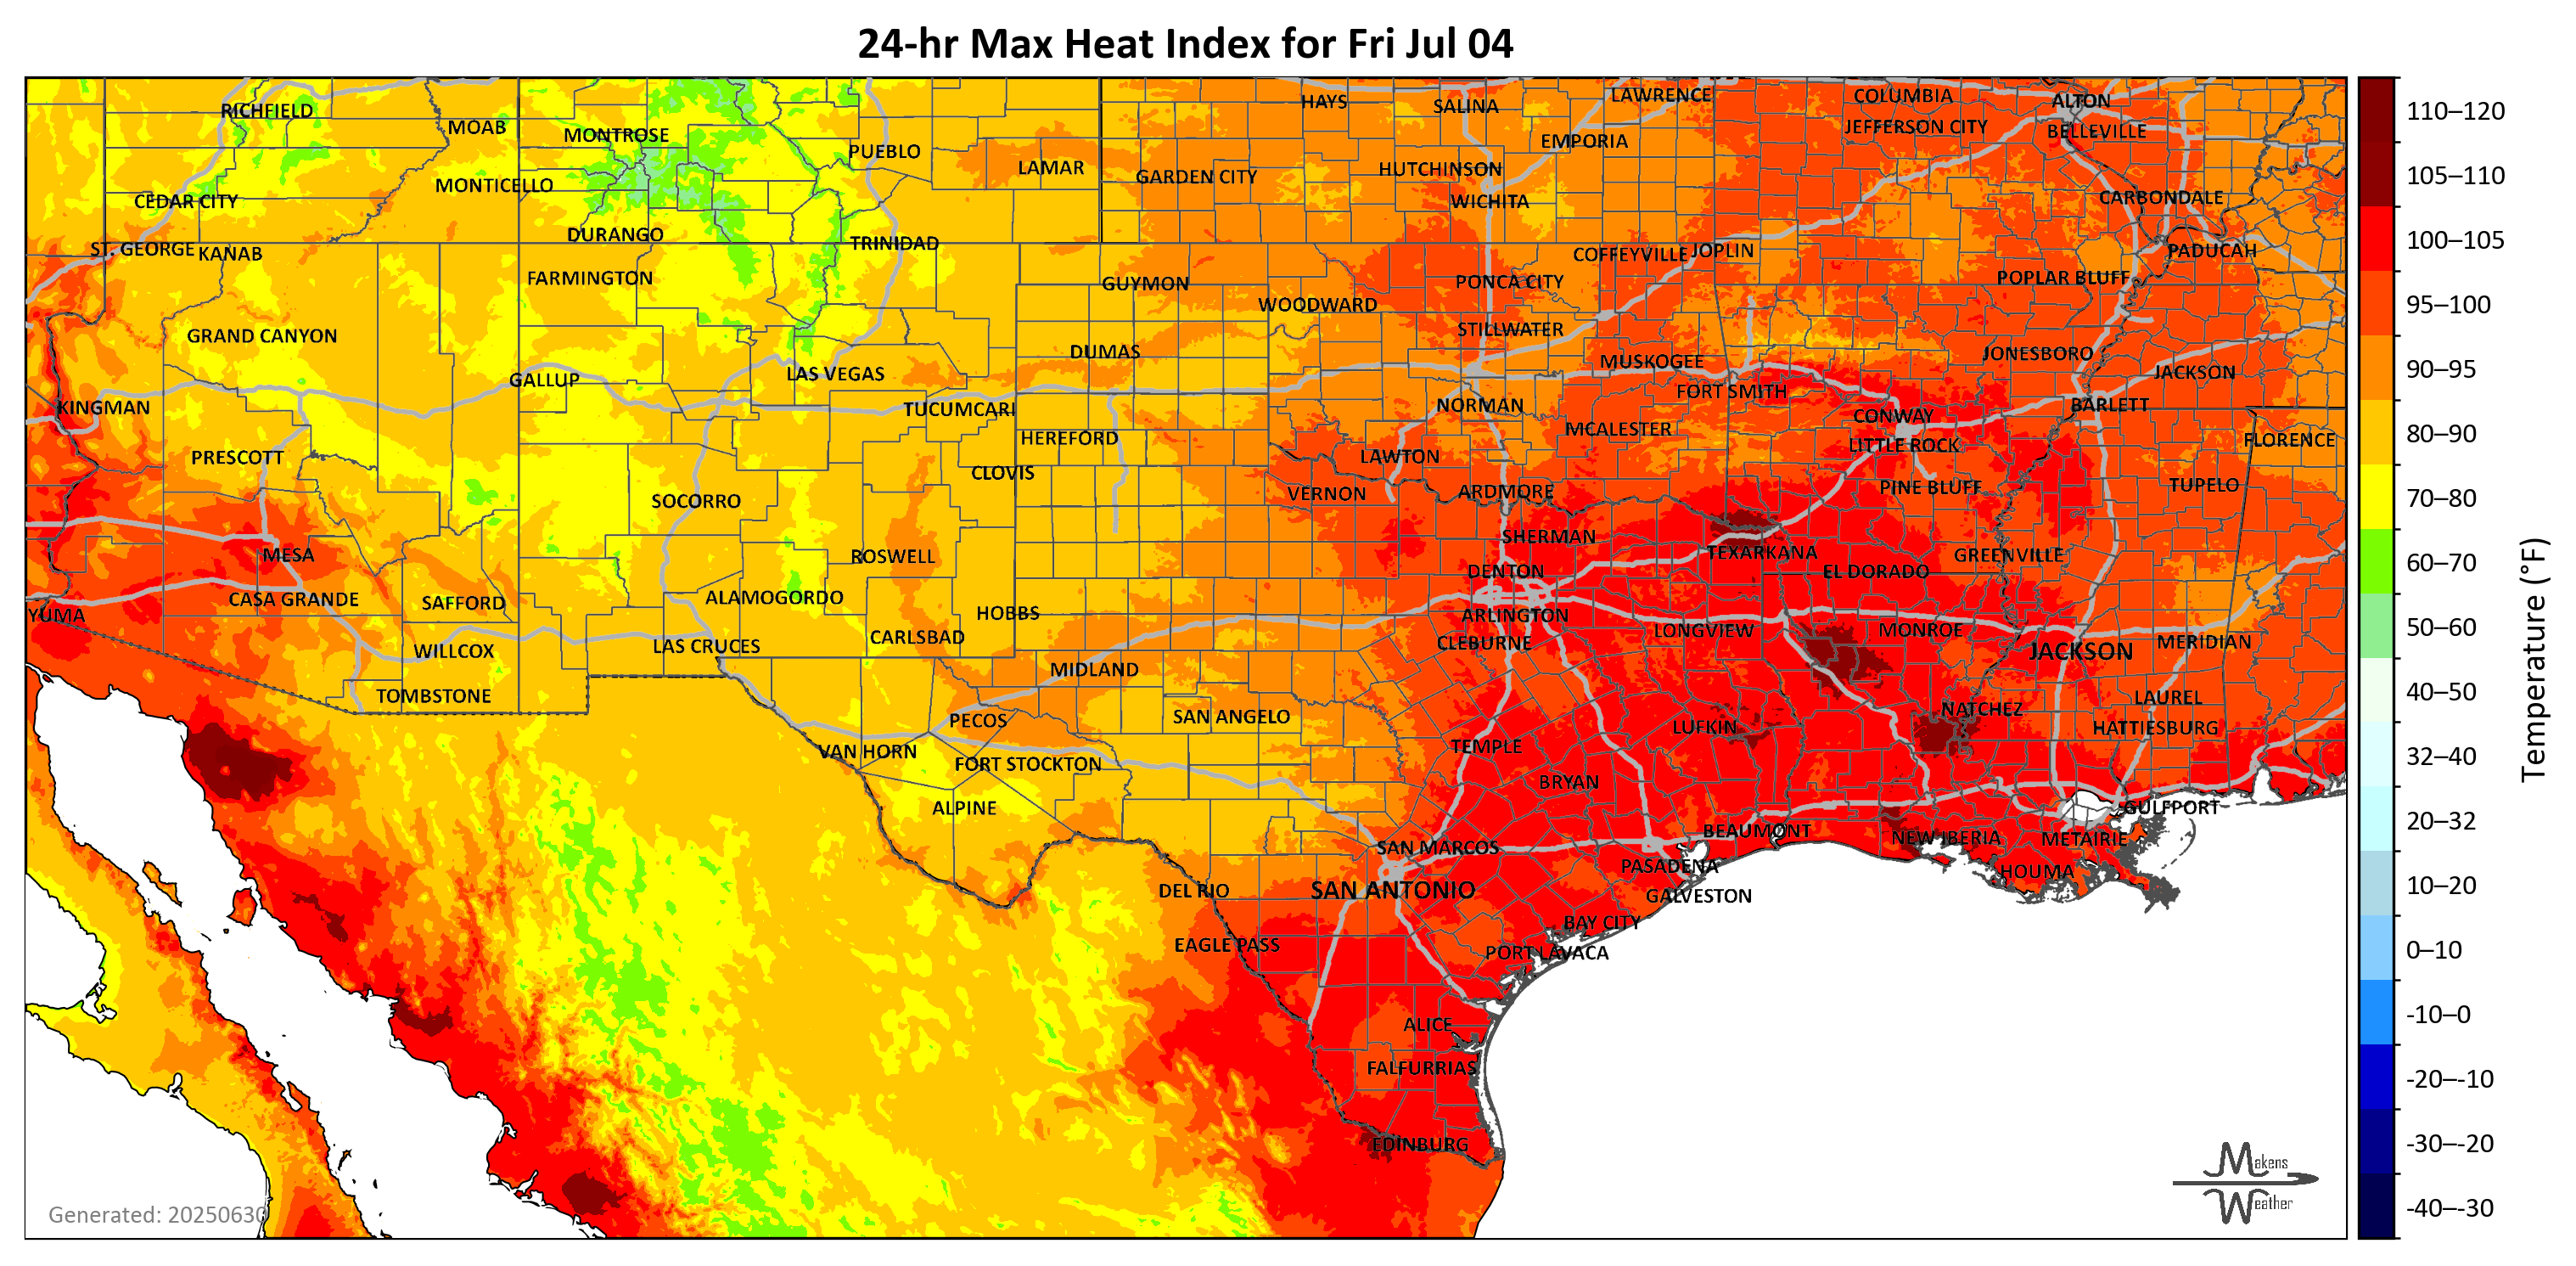 24-hr Max Heat Index for Fri Jul 04
RICHFIELD
MOAB
MONTROSE
PUEBLO
LAMAR
HAYS
SALINA
LAWRENCE
COLUMBIA
ALTON
JEFFERSON CITY
BELLEVILLE
EMPORIA
MONTICELLO
GARDEN CITY
HUTCHINSON
CEDAR CITY
WICHITA
CARBONDALE
DURANGO
TRINIDAD
ST. GEORGE
KANAB
COFFEYVILLE
JOPLIN
PADUCAH
FARMINGTON
GUYMON
PONCA CITY
POPLAR BLUFF
WOODWARD
GRAND CANYON
STILLWATER
DUMAS
MUSKOGEE
JONESBORO
GALLUP
LAS VEGAS
JACKSON
FORT SMITH
KINGMAN
TUCUMCARI
NORMAN
CONWAY
BARLETT
HEREFORD
MCALESTER
LITTLE ROCK
FLORENCE
PRESCOTT
CLOVIS
LAWTON
SOCORRO
VERNON
ARDMORE
PINE BLUFF
TUPELO
SHERMAN
MESA
ROSWELL
TEXARKANA
GREENVILLE
DENTON
EL DORADO
CASA GRANDE
SAFFORD
ALAMOGORDO
HOBBS
YUMA
ARLINGTON
WILLCOX
LAS CRUCES
CARLSBAD
CLEBURNE
LONGVIEW
MONROE
JACKSON
MERIDIAN
MIDLAND
TOMBSTONE
LAUREL
PECOS
SAN ANGELO
NATCHEZ
LUFKIN
HATTIESBURG
VAN HORN
FORT STOCKTON
TEMPLE
BRYAN
ALPINE
GULFPORT
BEAUMONT
NEW IBERIA
METAIRIE
SAN MARCOS
PASADENA
HOUMA
DEL RIO
SAN ANTONIO
GALVESTON
BAY CITY
EAGLE PASS
PORT LAVACA
ALICE
FALFURRIAS
EDINBURG
Generated: 20250630
Makens
Weather
110–120
105–110
100–105
95–100
90–95
80–90
70–80
60–70
50–60
40–50
32–40
20–32
10–20
0–10
-10–0
-20–-10
-30–-20
-40–-30
Temperature (°F)